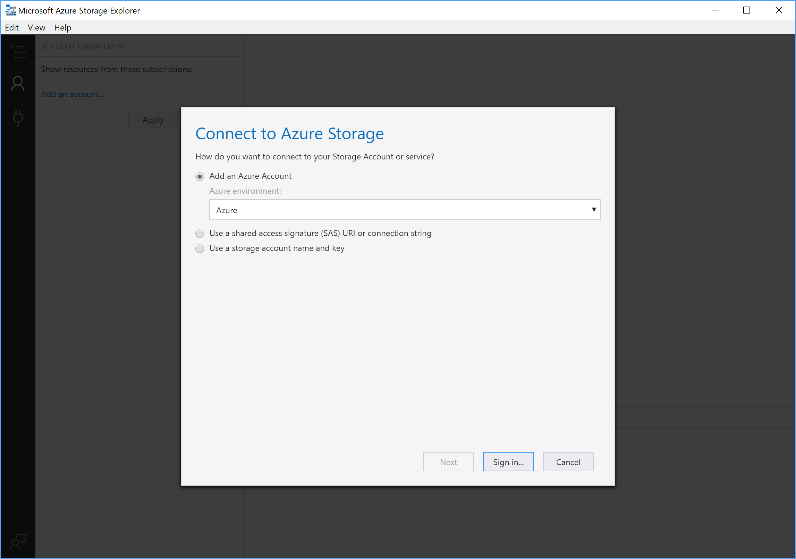 Microsoft Azure Storage Explorer
Edit View Help
ACCOUNT MANAGEMENT
Show resources from these subscriptions:
Add an account...
Apply
Connect to Azure Storage
How do you want to connect to your Storage Account or service?
Add an Azure Account
Azure environment:
Azure
Use a shared access signature (SAS) URI or connection string
Use a storage account name and key
Next Sign in... Cancel